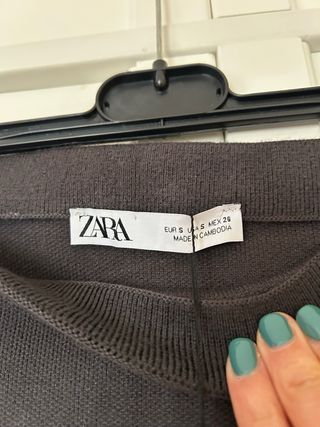 ZARA
EUR S USA S MEX 26
MADE IN CAMBODIA